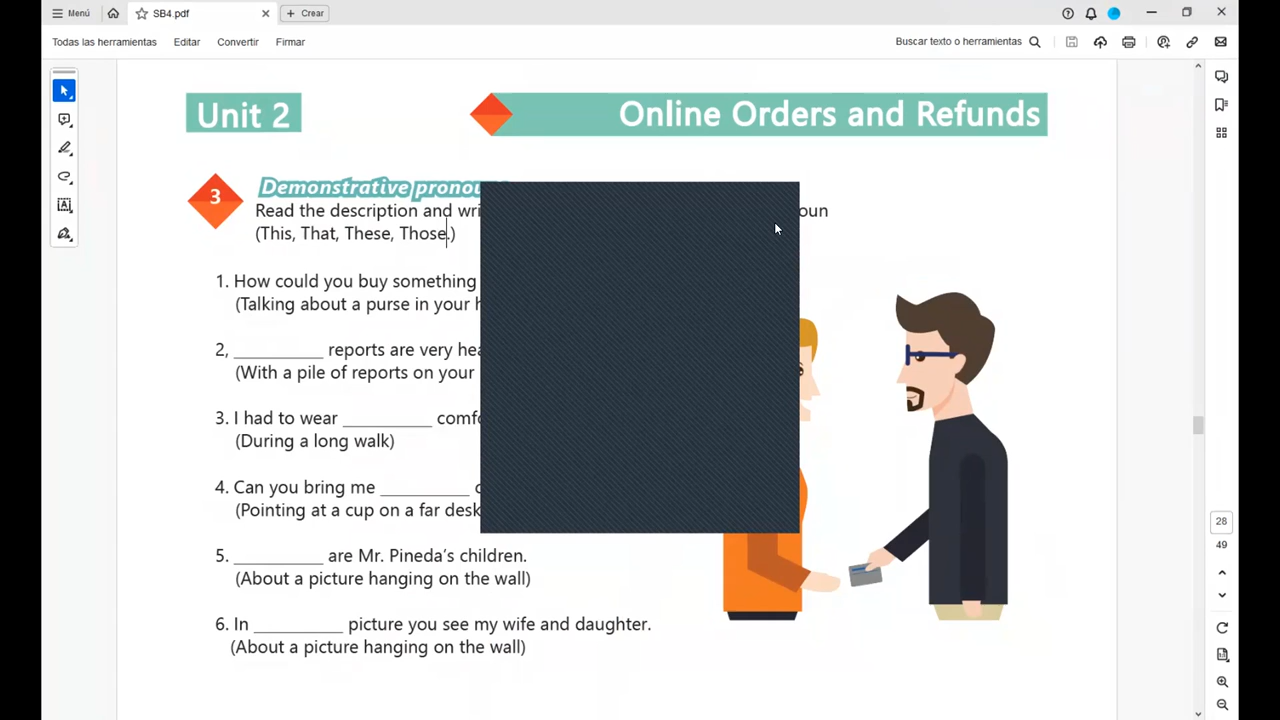 Menú
SB4.pdf
Crear
Todas las herramientas
Editar
Convertir
Firmar
Buscar texto o herramientas
Unit 2
Online Orders and Refunds
3
Demonstrative
Read the description and
(This, That, These, Those.)
1. How could you buy something
(Talking about a purse in your
2, __________ reports are very
(With a pile of reports on your
3. I had to wear __________
(During a long walk)
4. Can you bring me __________
(Pointing at a cup on a far desk
5. __________ are Mr. Pineda's children.
(About a picture hanging on the wall)
6. In __________ picture you see my wife and daughter.
(About a picture hanging on the wall)
28
49